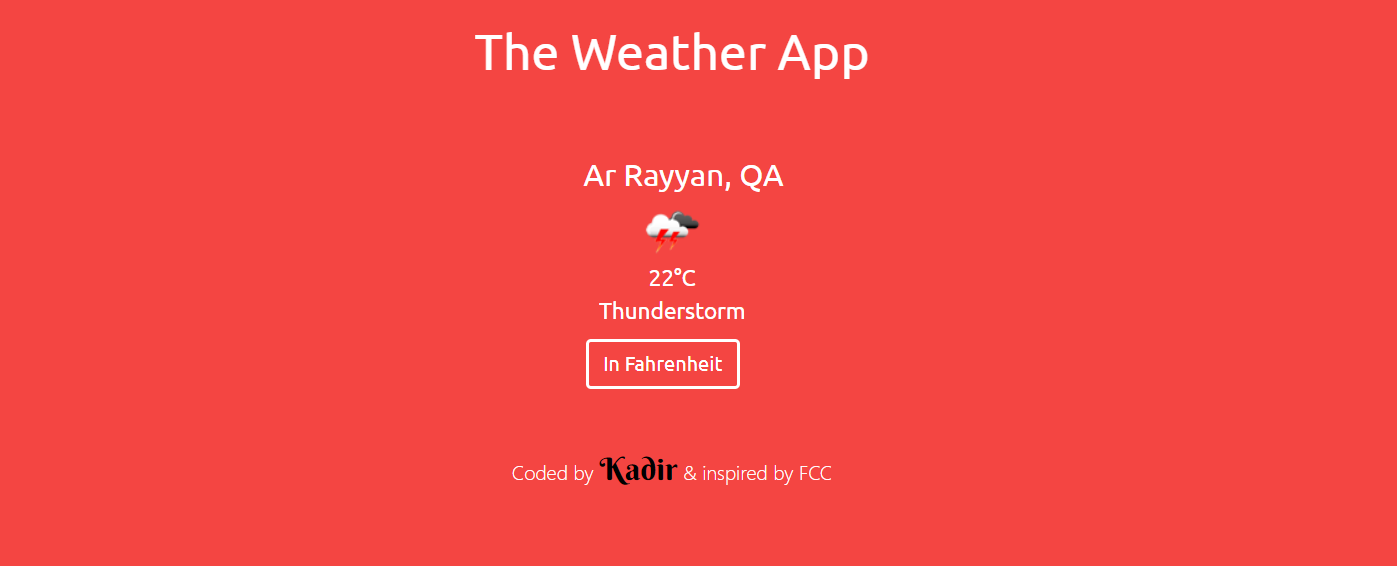 The Weather App
Ar Rayyan, QA
22°C
Thunderstorm
In Fahrenheit
Coded by Kadir & inspired by FCC